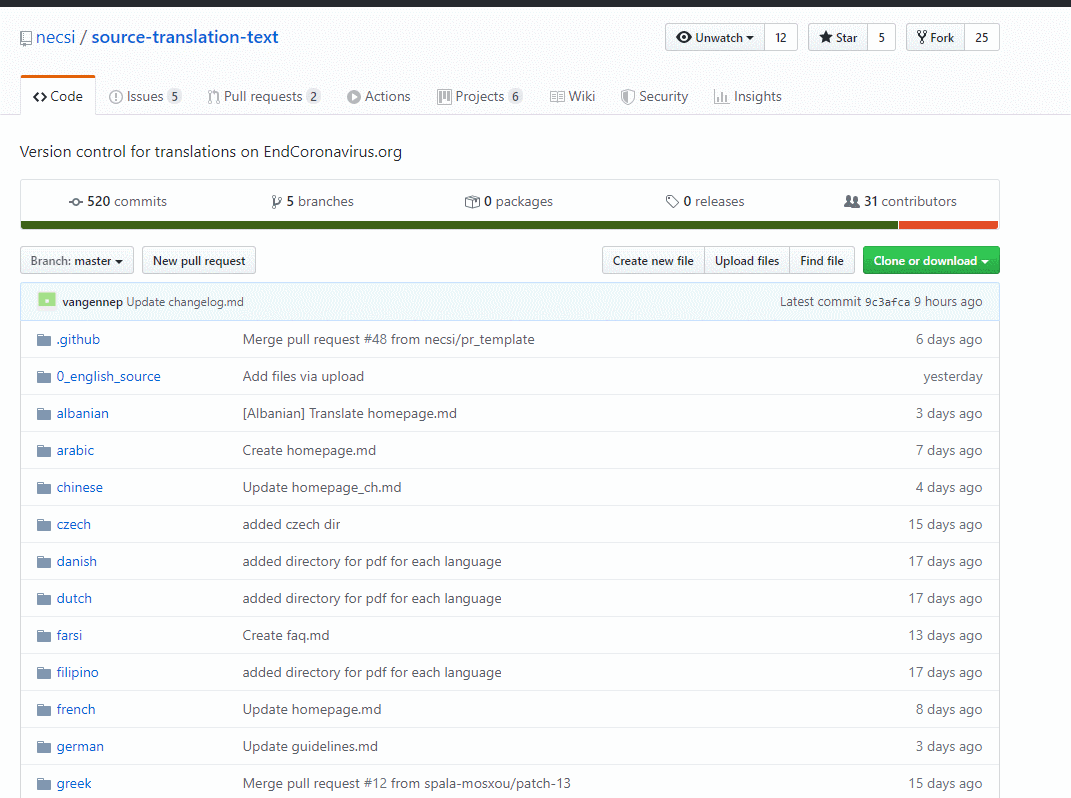 necsi / source-translation-text
Unwatch 12 Star 5 Fork 25
Code Issues 5 Pull requests 2 Actions Projects 6 Wiki Security Insights
Version control for translations on EndCoronavirus.org
520 commits 5 branches 0 packages 0 releases 31 contributors
Branch: master New pull request Create new file Upload files Find file Clone or download
vangennep Update changelog.md Latest commit 9c3afca 9 hours ago
.github Merge pull request #48 from necsi/pr_template 6 days ago
0_english_source Add files via upload yesterday
albanian [Albanian] Translate homepage.md 3 days ago
arabic Create homepage.md 7 days ago
chinese Update homepage_ch.md 4 days ago
czech added czech dir 15 days ago
danish added directory for pdf for each language 17 days ago
dutch added directory for pdf for each language 17 days ago
farsi Create faq.md 13 days ago
filipino added directory for pdf for each language 17 days ago
french Update homepage.md 8 days ago
german Update guidelines.md 3 days ago
greek Merge pull request #12 from spala-mosxou/patch-13 15 days ago